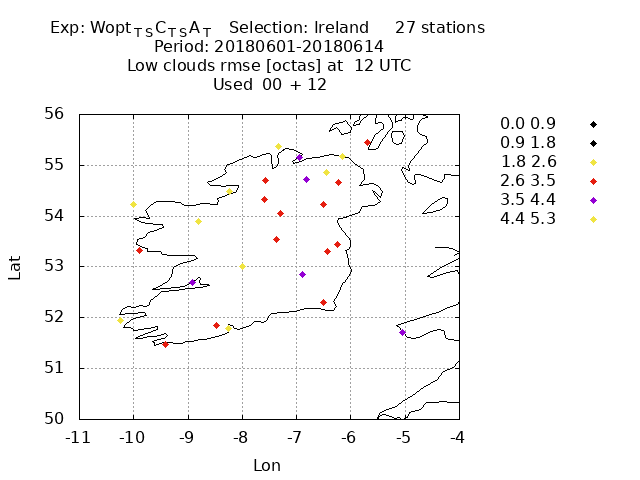 Exp: Wopt_TS C_TS A_T Selection: Ireland 27 stations
Period: 20180601-20180614
Low clouds rmse [octas] at 12 UTC
Used 00 + 12
56
55
54
53
52
51
50
-11 -10 -9 -8 -7 -6 -5 -4
Lat
Lon
0.0 0.9
0.9 1.8
1.8 2.6
2.6 3.5
3.5 4.4
4.4 5.3